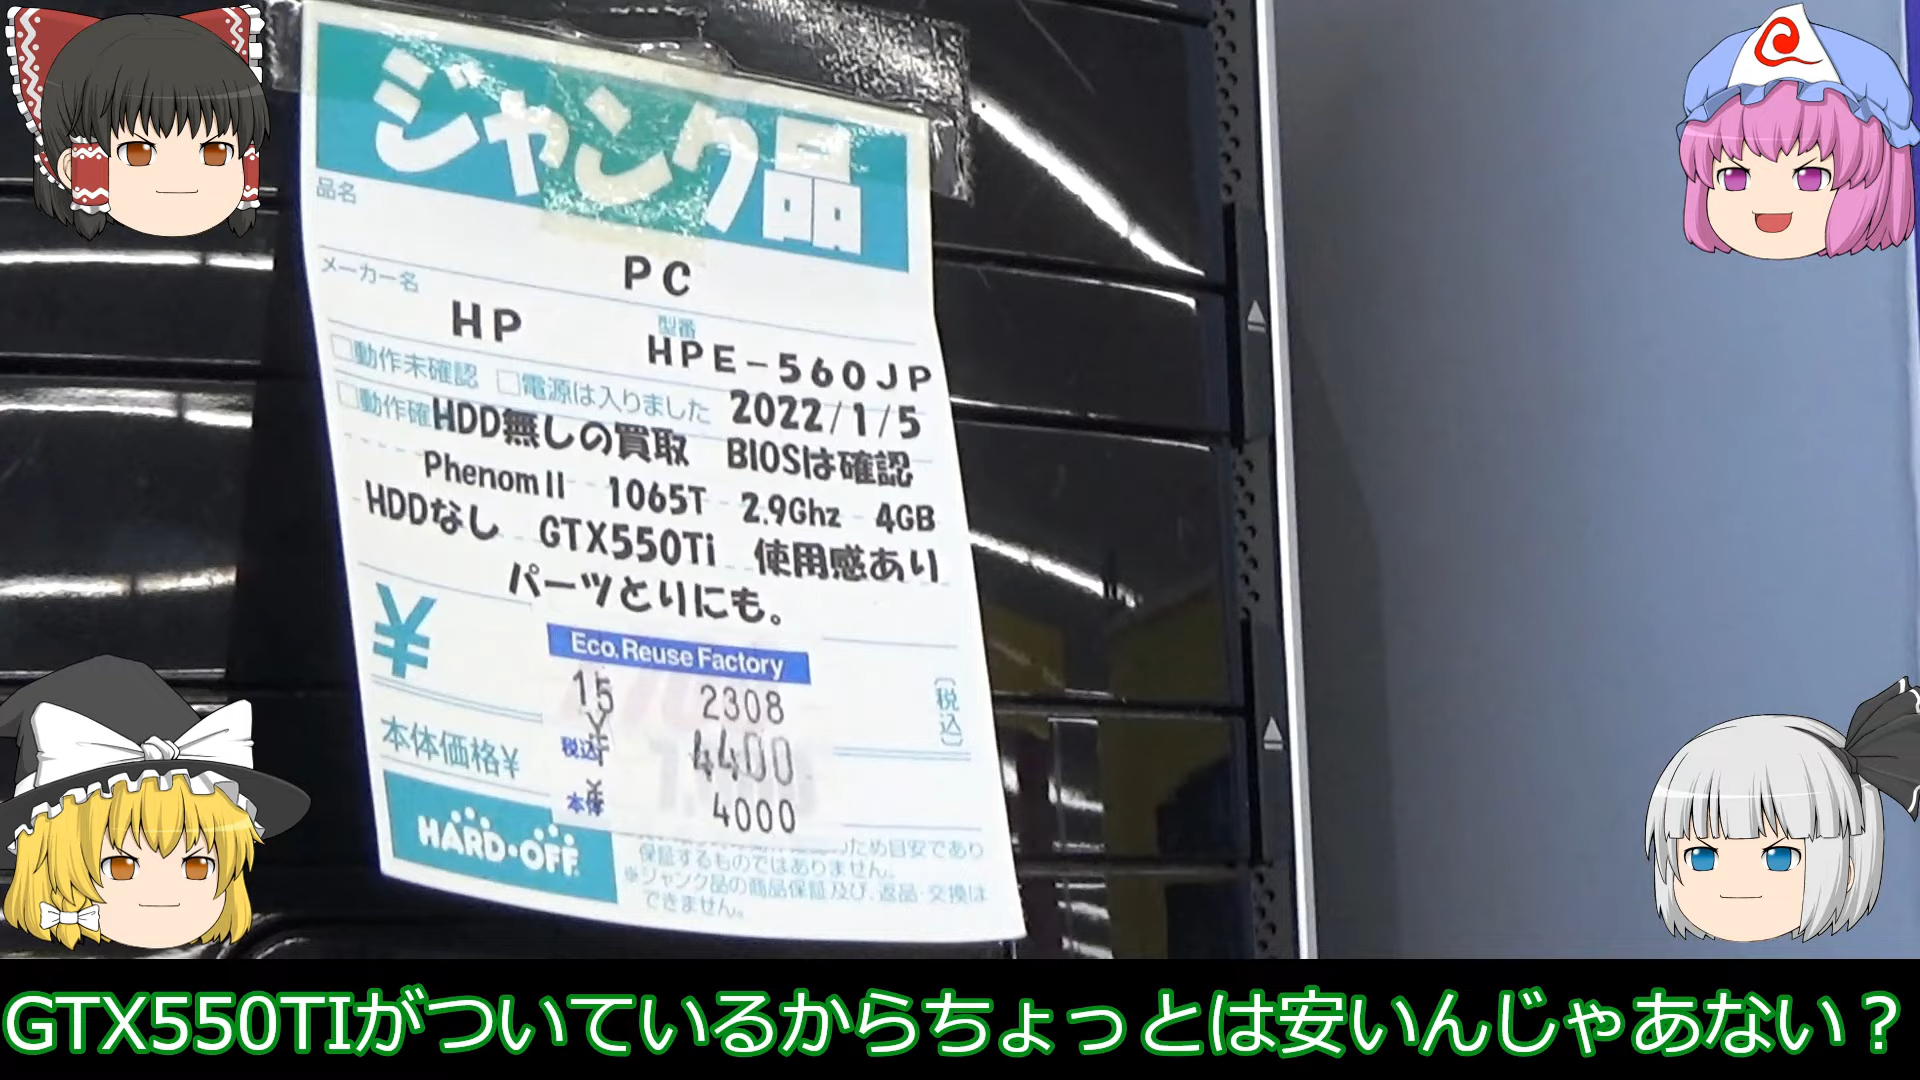 ジャンク品
品名
PC
メーカー名
HP
型番
HPE-560JP
□動作未確認 □電源は入りました 2022/1/5
□動作確
HDD無しの買取 BIOSは確認
PhenomII 1065T 2.9Ghz 4GB
HDDなし GTX550Ti 使用感あり
パーツとりにも。
¥
Eco.Reuse Factory
15 2308
税込¥ 4400
(税込)
本体価格¥
本体¥ 4000
HARD・OFF
ため目安であり
保証するものではありません。
※ジャンク品の商品保証及び、返品・交換は
できません。
GTX550TIがついているからちょっとは安いんじゃあない？